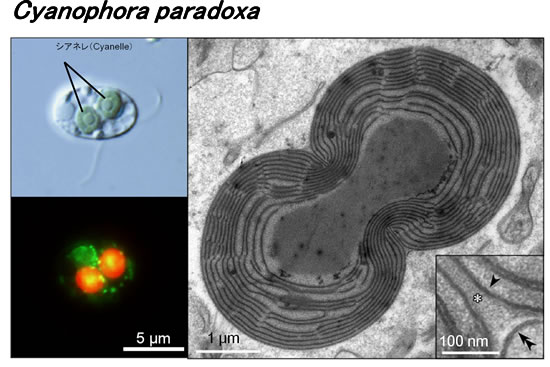 Cyanophora paradoxa
シアネレ(Cyanelle)
5 µm
1 µm
*
100 nm